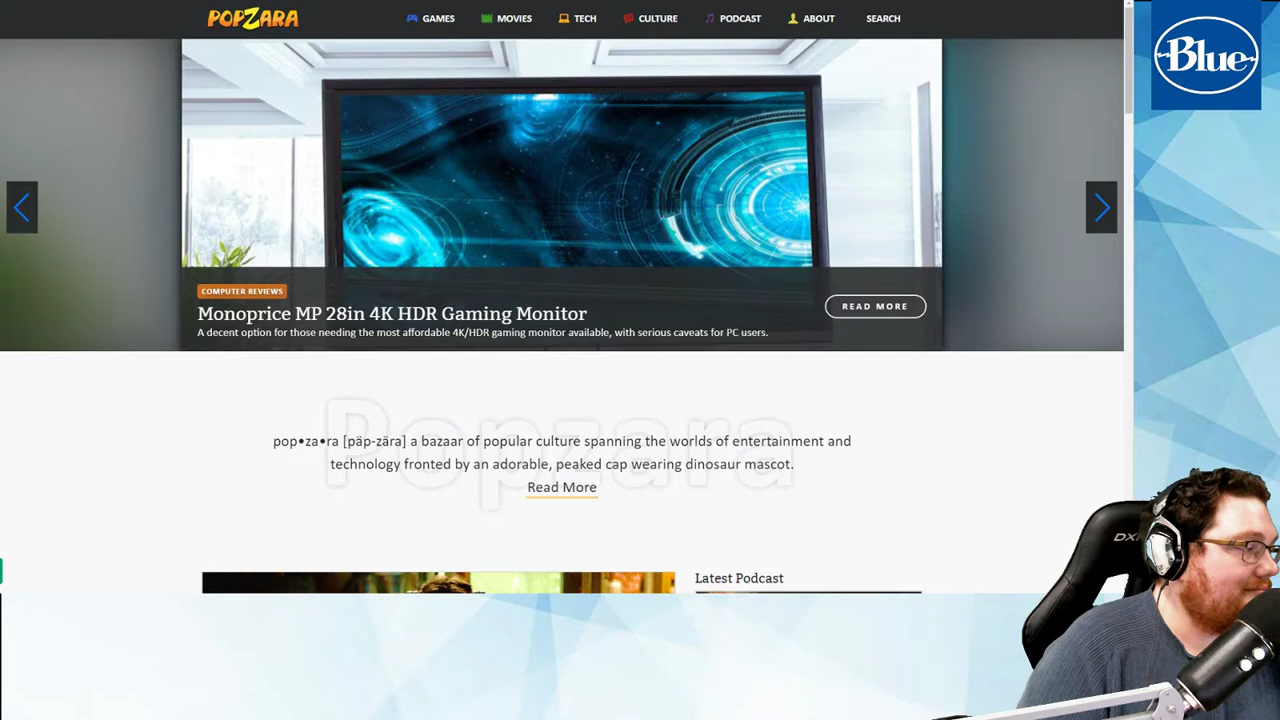 POPZARA
GAMES MOVIES TECH CULTURE PODCAST ABOUT SEARCH
Blue
COMPUTER REVIEWS
Monoprice MP 28in 4K HDR Gaming Monitor
A decent option for those needing the most affordable 4K/HDR gaming monitor available, with serious caveats for PC users.
READ MORE
Popzara
pop•za•ra [päp-zära] a bazaar of popular culture spanning the worlds of entertainment and
technology fronted by an adorable, peaked cap wearing dinosaur mascot.
Read More
Latest Podcast